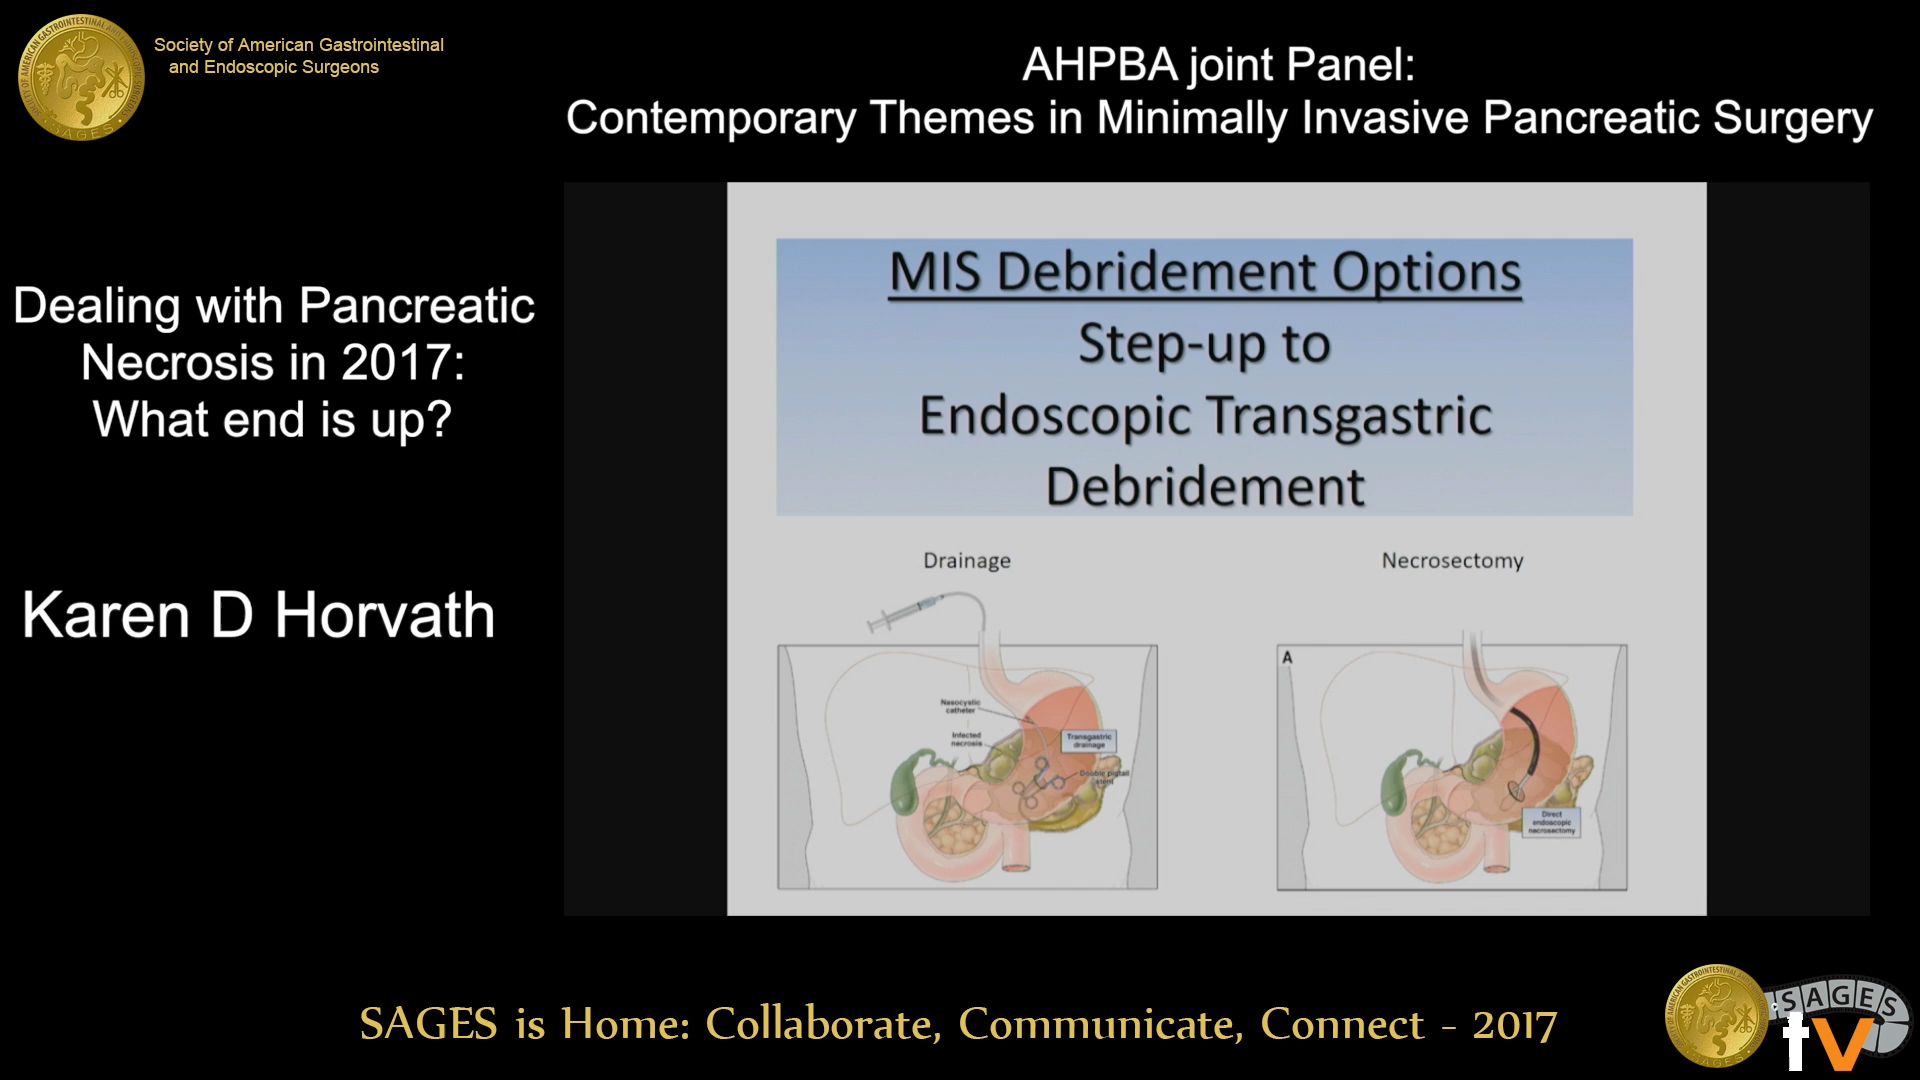 Society of American Gastrointestinal
and Endoscopic Surgeons
AHPBA joint Panel:
Contemporary Themes in Minimally Invasive Pancreatic Surgery
Dealing with Pancreatic
Necrosis in 2017:
What end is up?
Karen D Horvath
MIS Debridement Options
Step-up to
Endoscopic Transgastric
Debridement
Drainage
Necrosectomy
Nasocystic
catheter
Infected
necrosis
Transgastric
drainage
Double pigtail
stent
A
Direct
endoscopic
necrosectomy
SAGES is Home: Collaborate, Communicate, Connect - 2017
SAGES
tv